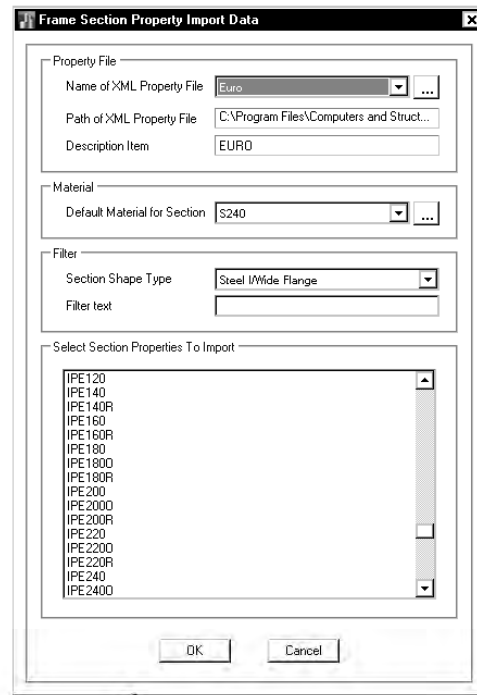 Frame Section Property Import Data
Property File
Name of XML Property File Euro ...
Path of XML Property File C:\Program Files\Computers and Struct...
Description Item EURO
Material
Default Material for Section S240 ...
Filter
Section Shape Type Steel I/Wide Flange
Filter text
Select Section Properties To Import
IPE120
IPE140
IPE140R
IPE160
IPE160R
IPE180
IPE180O
IPE180R
IPE200
IPE200O
IPE200R
IPE220
IPE220O
IPE220R
IPE240
IPE240O
OK Cancel